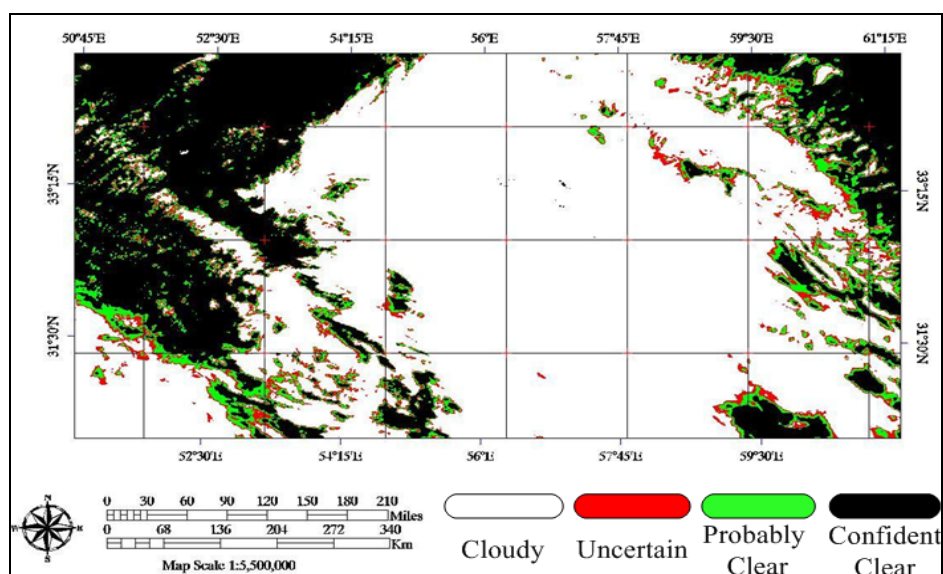 50°45'E 52°30'E 54°15'E 56°E 57°45'E 59°30'E 61°15'E
33°15'N 33°15'N
31°30'N 31°30'N
52°30'E 54°15'E 56°E 57°45'E 59°30'E
N
W E
S
0 30 60 90 120 150 180 210
Miles
0 68 136 204 272 340
Km
Map Scale 1:5,500,000
Cloudy Uncertain Probably Clear Confident Clear